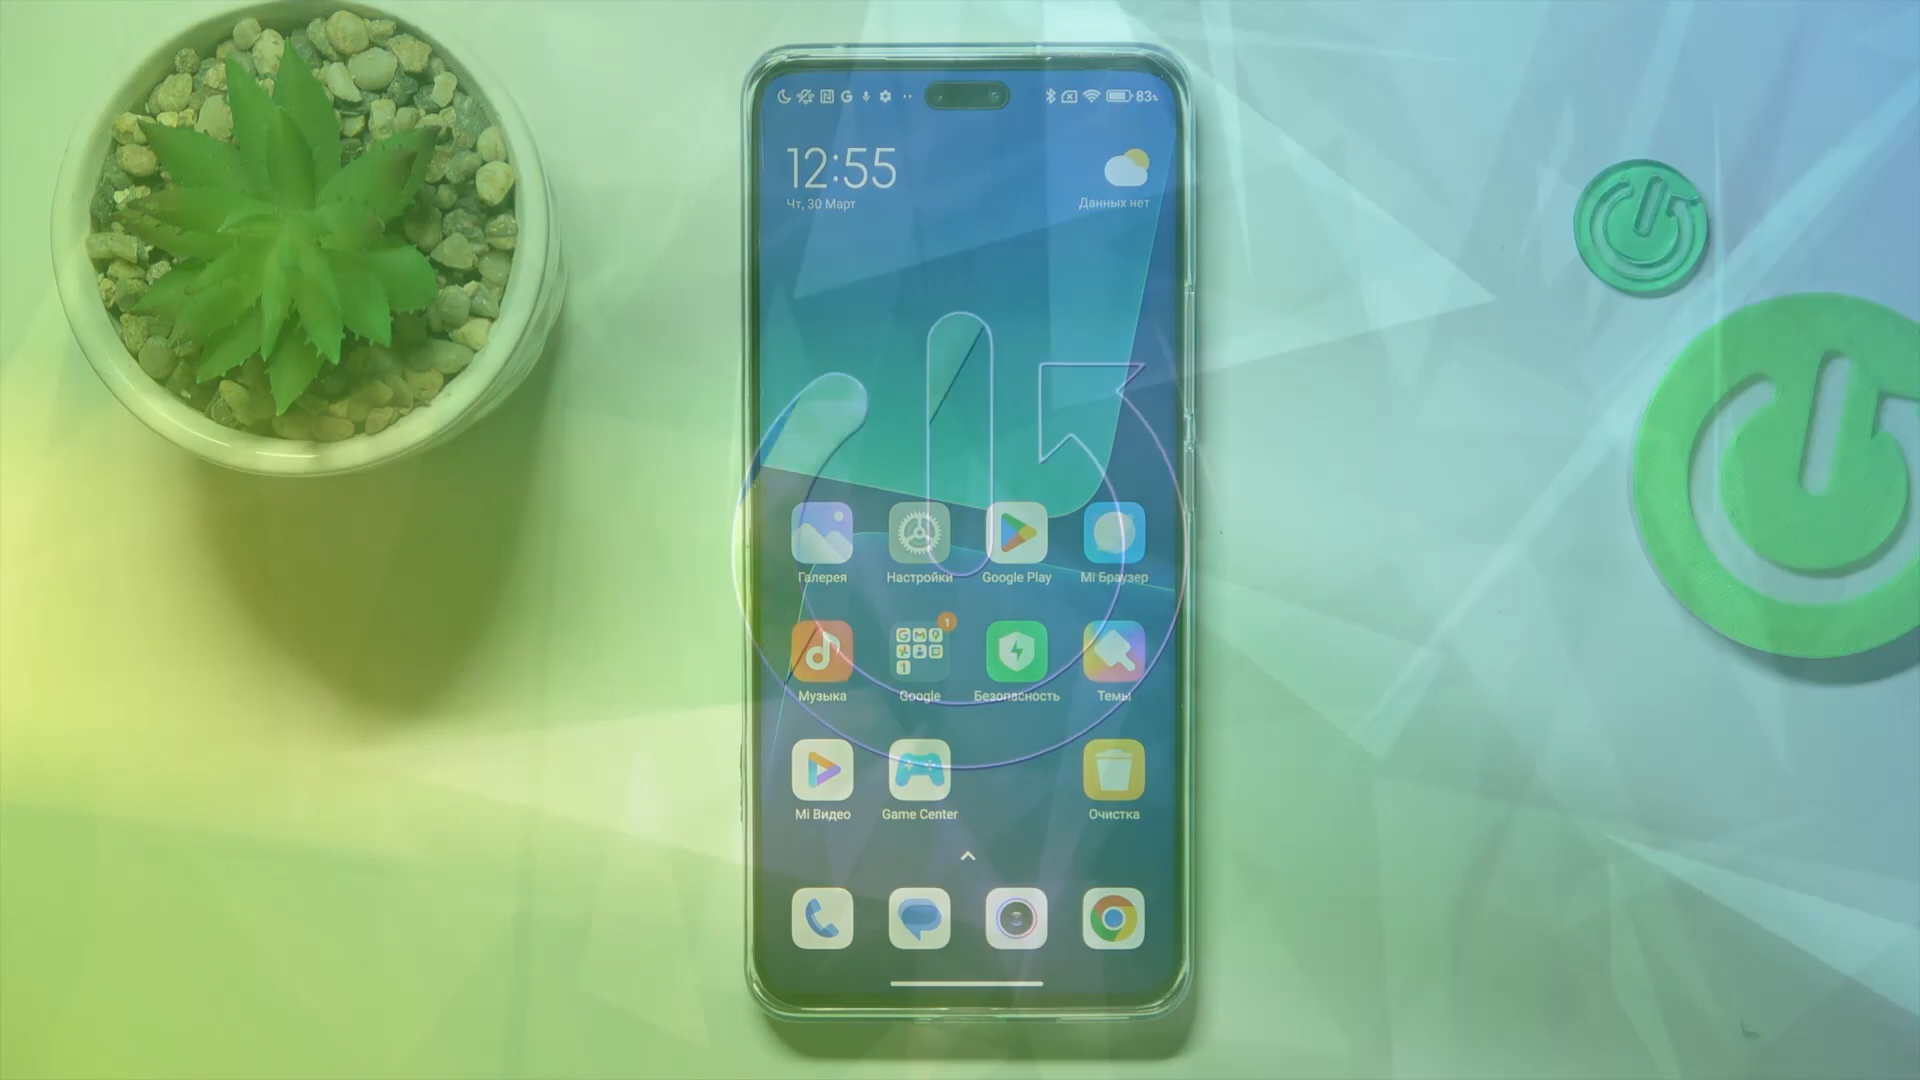 83%
12:55
Чт, 30 Март
Данных нет
Галерея
Настройки
Google Play
Mi Браузер
1
Музыка
Google
Безопасность
Темы
Mi Видео
Game Center
Очистка